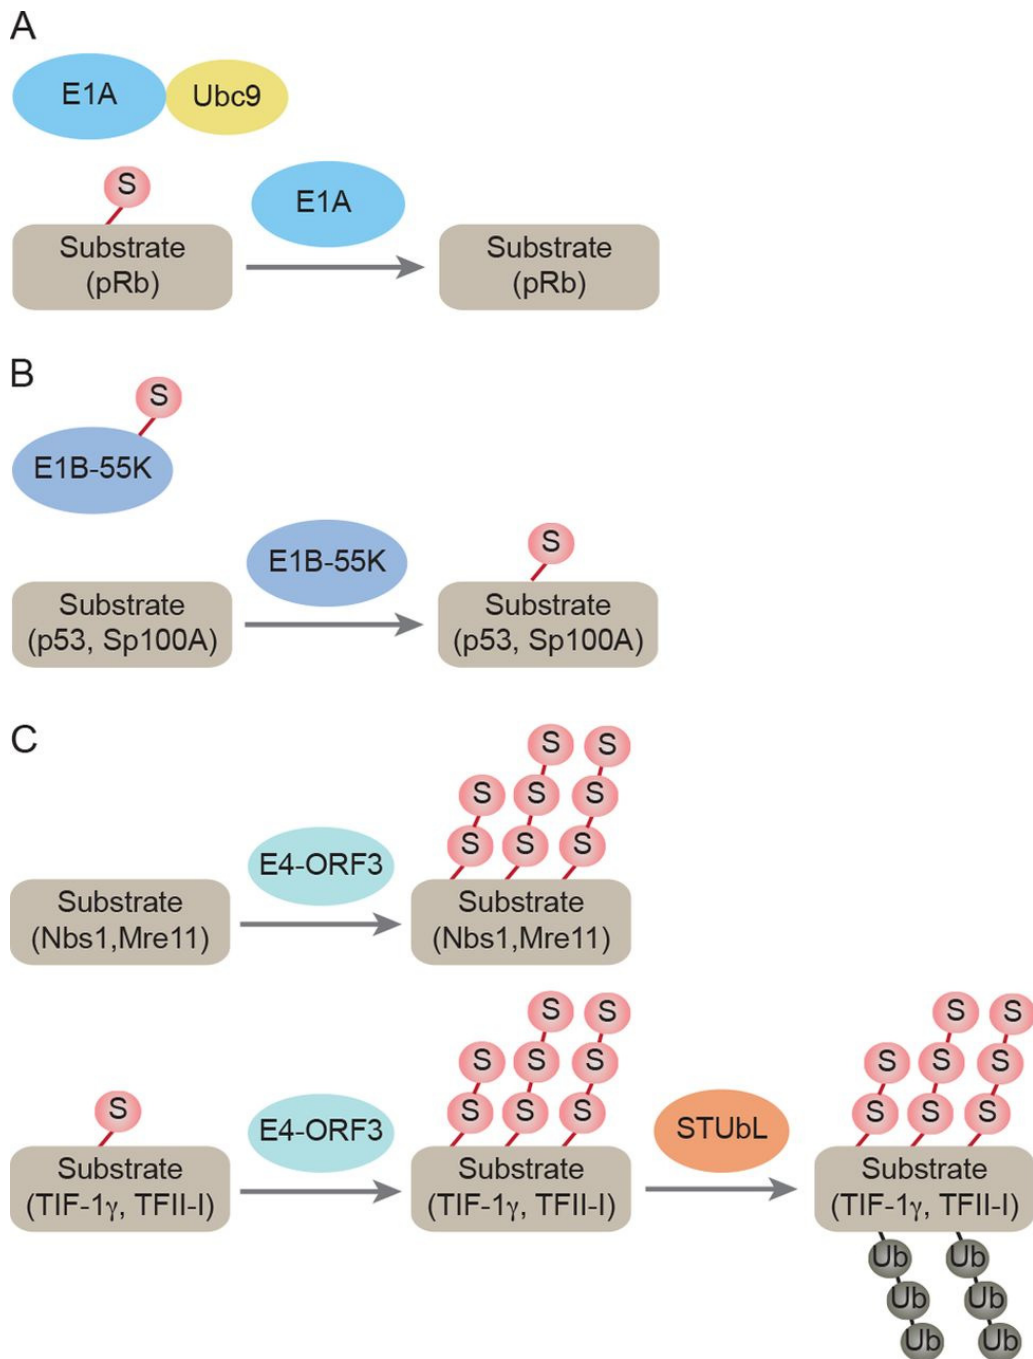 A
E1A
Ubc9
S
E1A
Substrate
(pRb)
Substrate
(pRb)
B
S
E1B-55K
E1B-55K
S
Substrate
(p53, Sp100A)
Substrate
(p53, Sp100A)
C
S S
S S S
S S S
E4-ORF3
Substrate
(Nbs1,Mre11)
Substrate
(Nbs1,Mre11)
S
E4-ORF3
S S
S S S
S S S
STUbL
S S
S S S
S S S
Substrate
(TIF-1γ, TFII-I)
Substrate
(TIF-1γ, TFII-I)
Substrate
(TIF-1γ, TFII-I)
Ub Ub
Ub Ub
Ub Ub